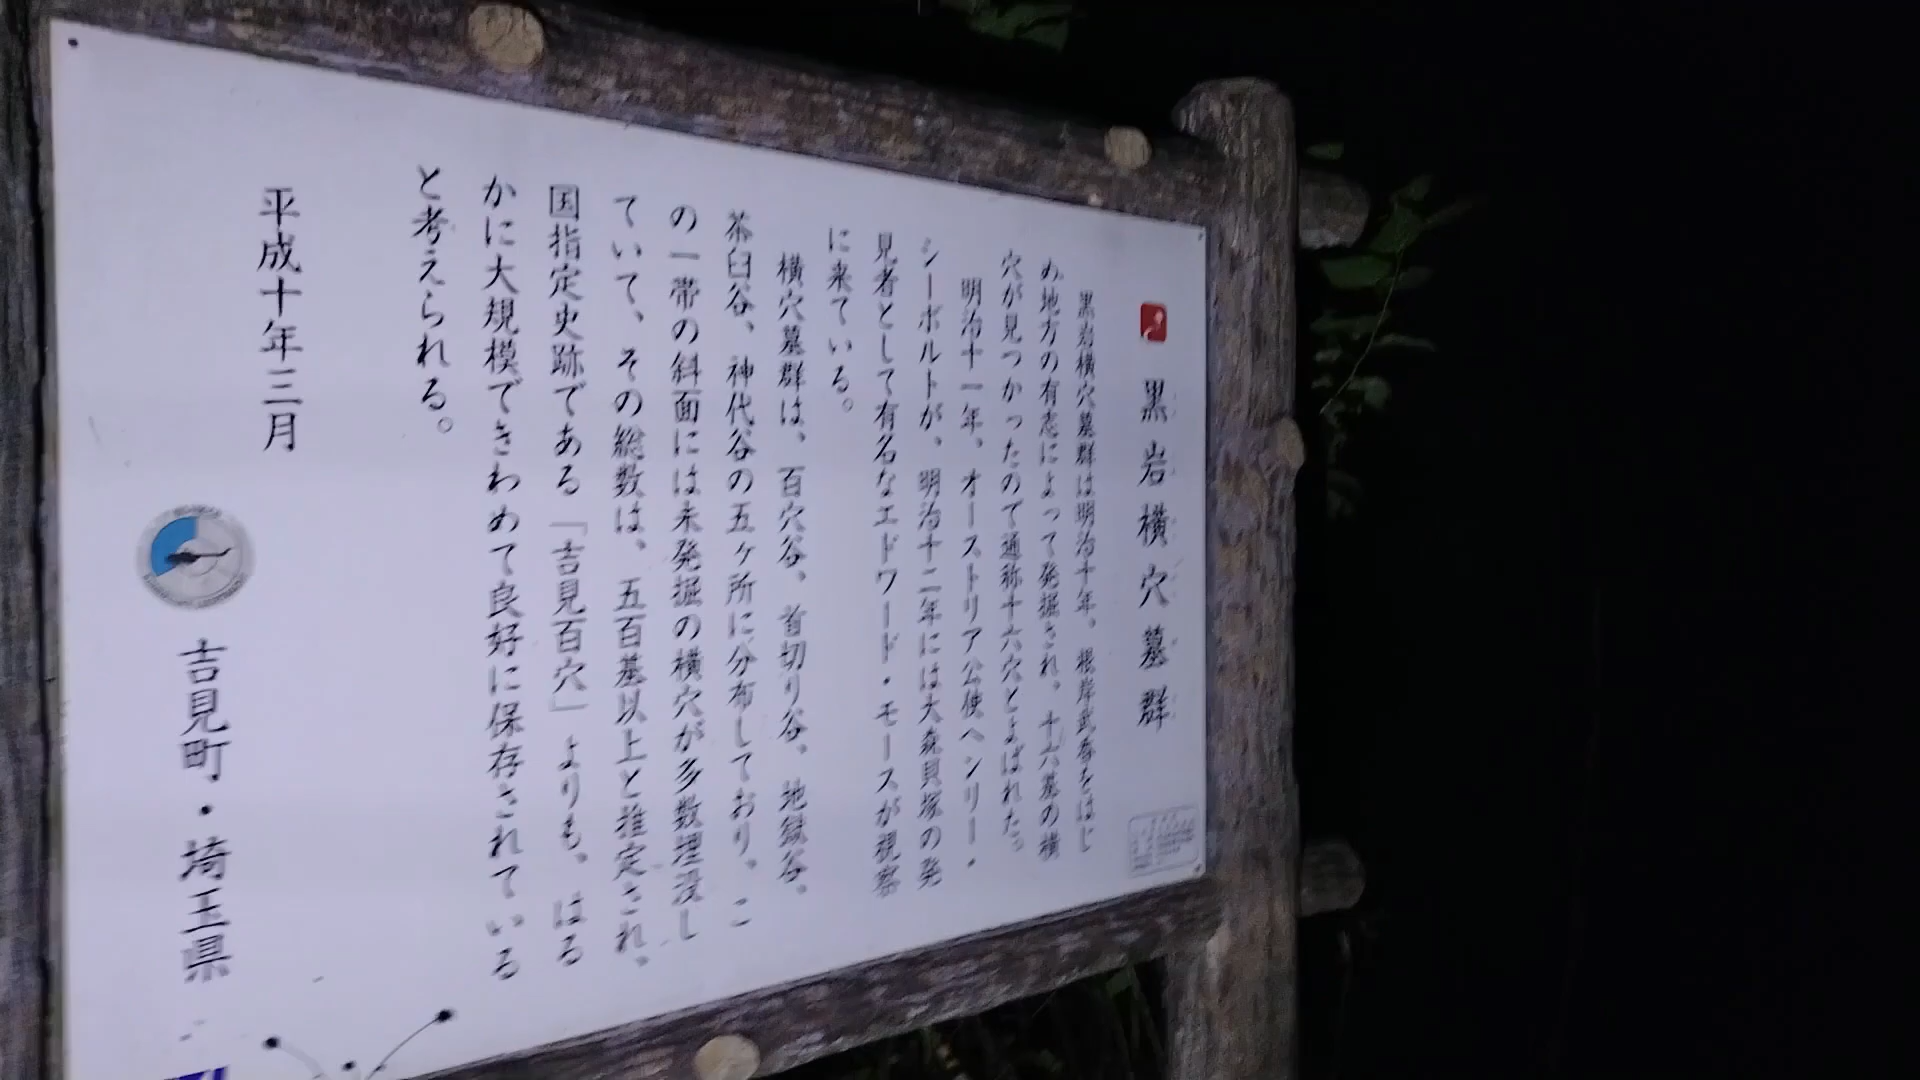 黒岩横穴墓群
黒岩横穴墓群は明治十年、根岸武香をはじ
め地方の有志によって発掘され、十六基の横
穴が見つかったので通称十六穴とよばれた。
明治十一年、オーストリア公使ヘンリー・
シーボルトが、明治十二年には大森貝塚の発
見者として有名なエドワード・モースが視察
に来ている。
横穴墓群は、百穴谷、首切り谷、地獄谷、
茶臼谷、神代谷の五ヶ所に分布しており、こ
の一帯の斜面には未発掘の横穴が多数埋没し
ていて、その総数は、五百基以上と推定され、
国指定史跡である「吉見百穴」よりも、はる
かに大規模できわめて良好に保存されている
と考えられる。
平成十年三月
吉見町・埼玉県